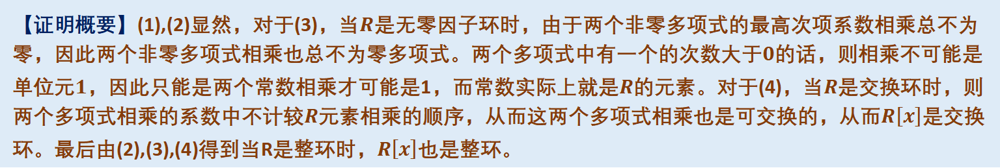 【证明概要】(1),(2)显然，对于(3)，当R是无零因子环时，由于两个非零多项式的最高次项系数相乘总不为
零，因此两个非零多项式相乘也总不为零多项式。两个多项式中有一个的次数大于0的话，则相乘不可能是
单位元1，因此只能是两个常数相乘才可能是1，而常数实际上就是R的元素。对于(4)，当R是交换环时，则
两个多项式相乘的系数中不计较R元素相乘的顺序，从而这两个多项式相乘也是可交换的，从而R[x]是交换
环。最后由(2),(3),(4)得到当R是整环时，R[x]也是整环。